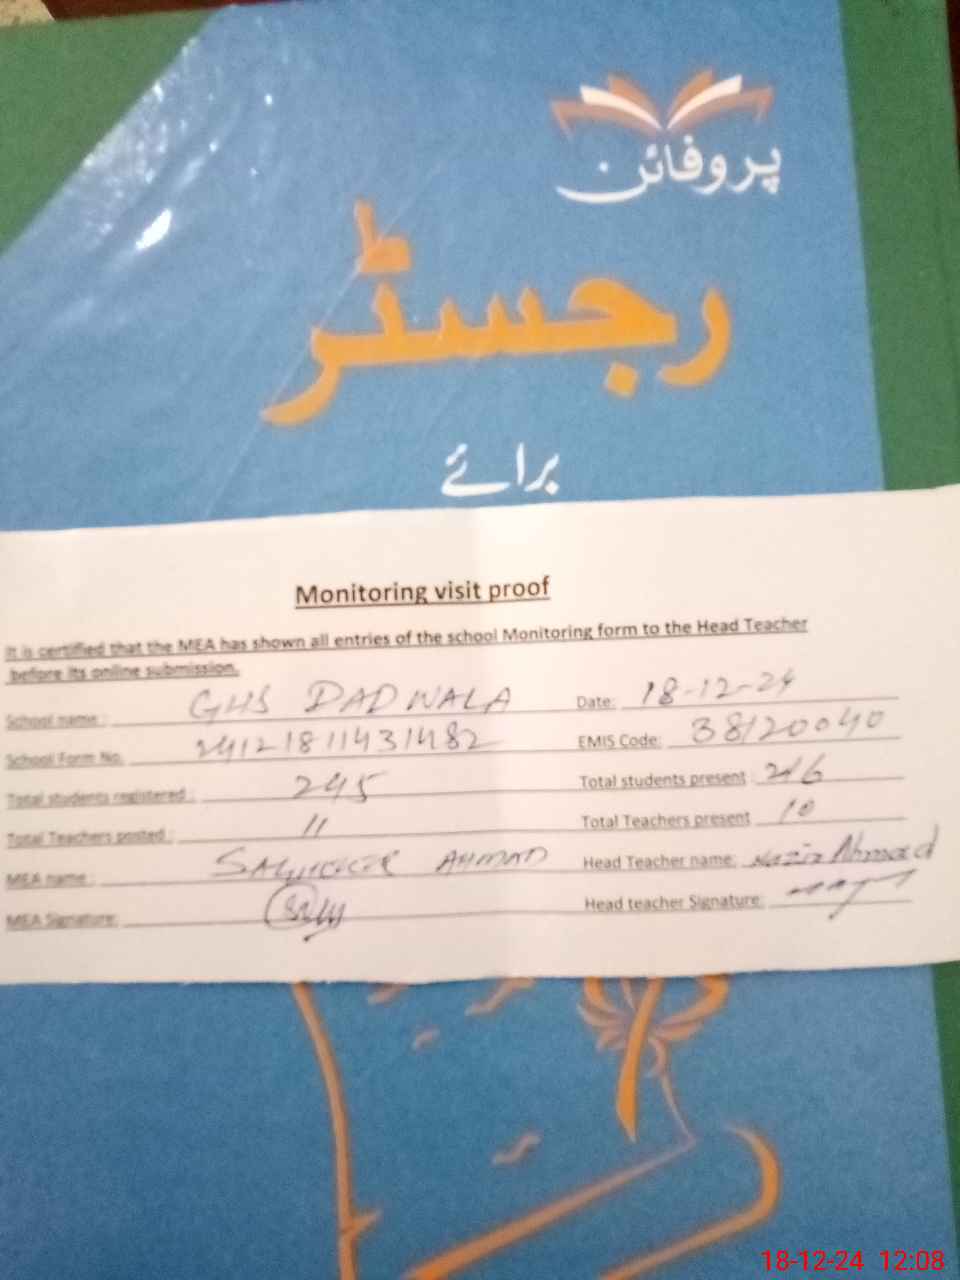 پروفائن
رجسٹر
برائے
Monitoring visit proof
It is certified that the MEA has shown all entries of the school Monitoring form to the Head Teacher
before its online submission.
School name : GHS DADWALA Date: 18-12-24
School Form No. 24121811431482 EMIS Code: 38120040
Total students registered : 245 Total students present : 216
Total Teachers posted : 11 Total Teachers present 10
MEA name : AHMAD Head Teacher name: Nazir Ahmad
MEA Signature: Head teacher Signature:
18-12-24 12:08